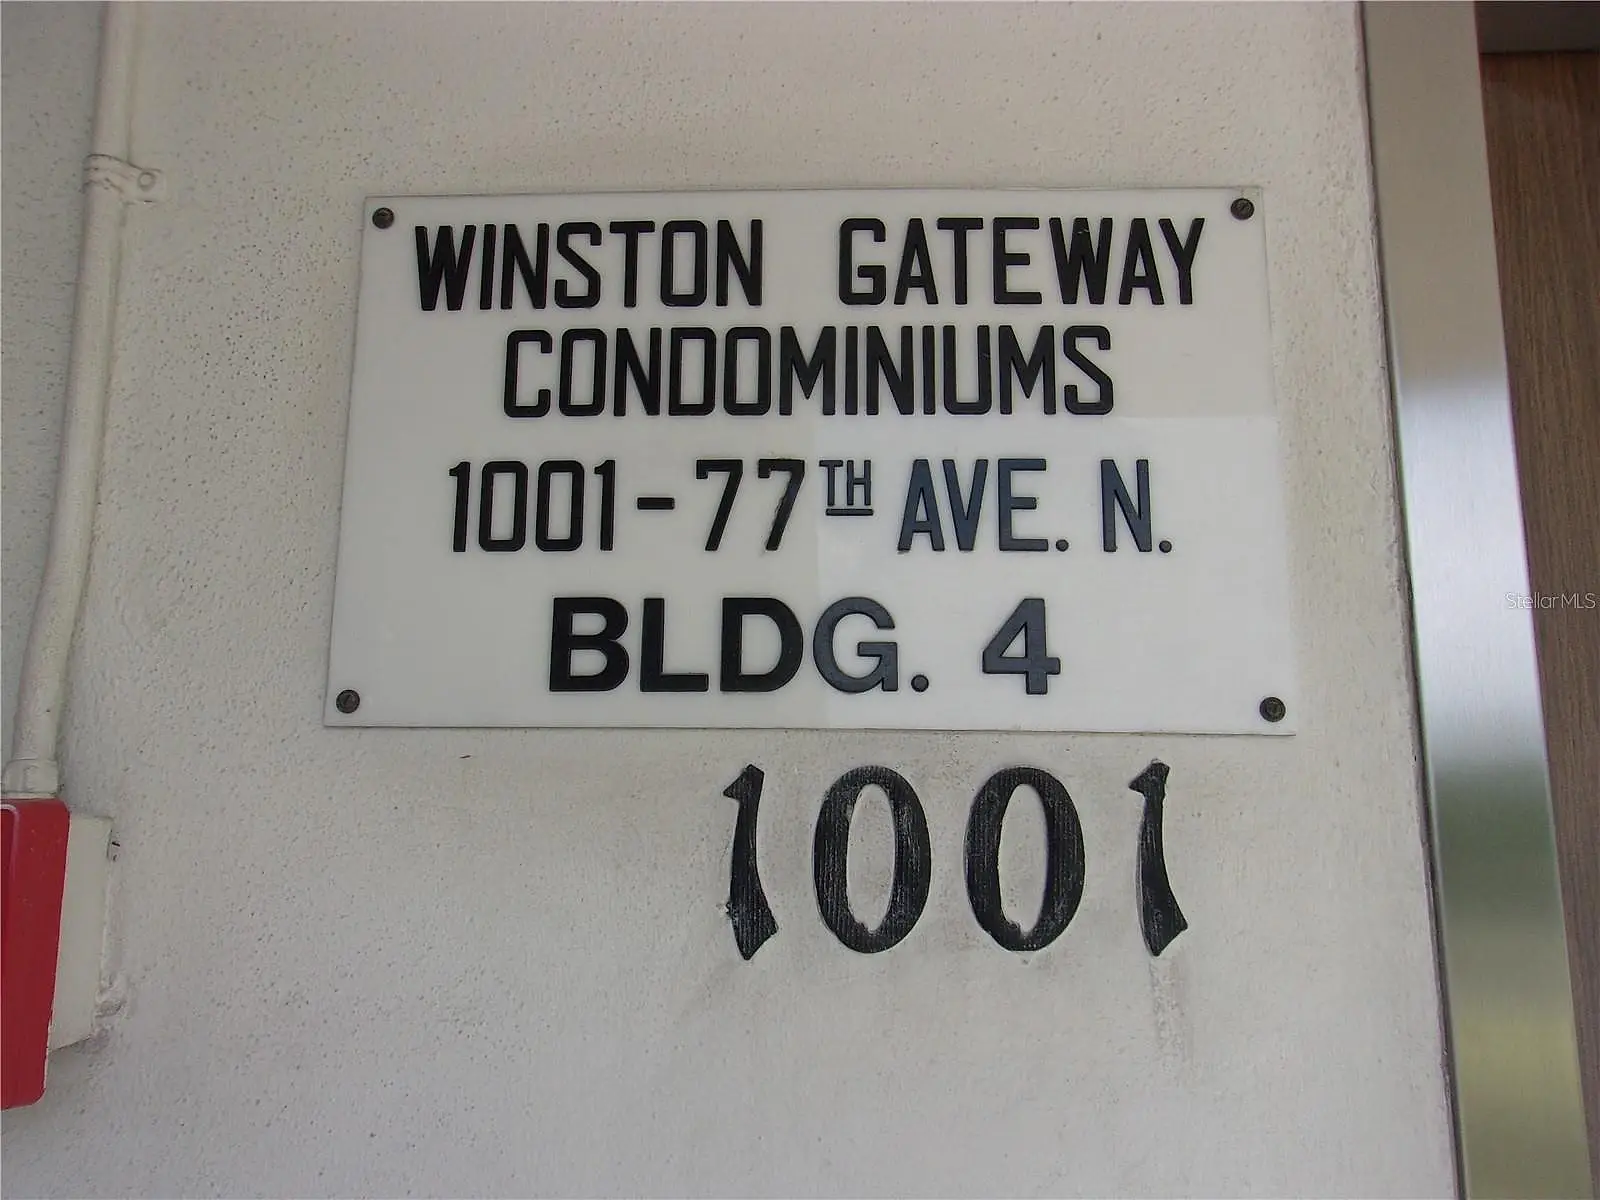 WINSTON GATEWAY
CONDOMINIUMS
1001-77TH AVE. N.
BLDG. 4
1001
StellarMLS